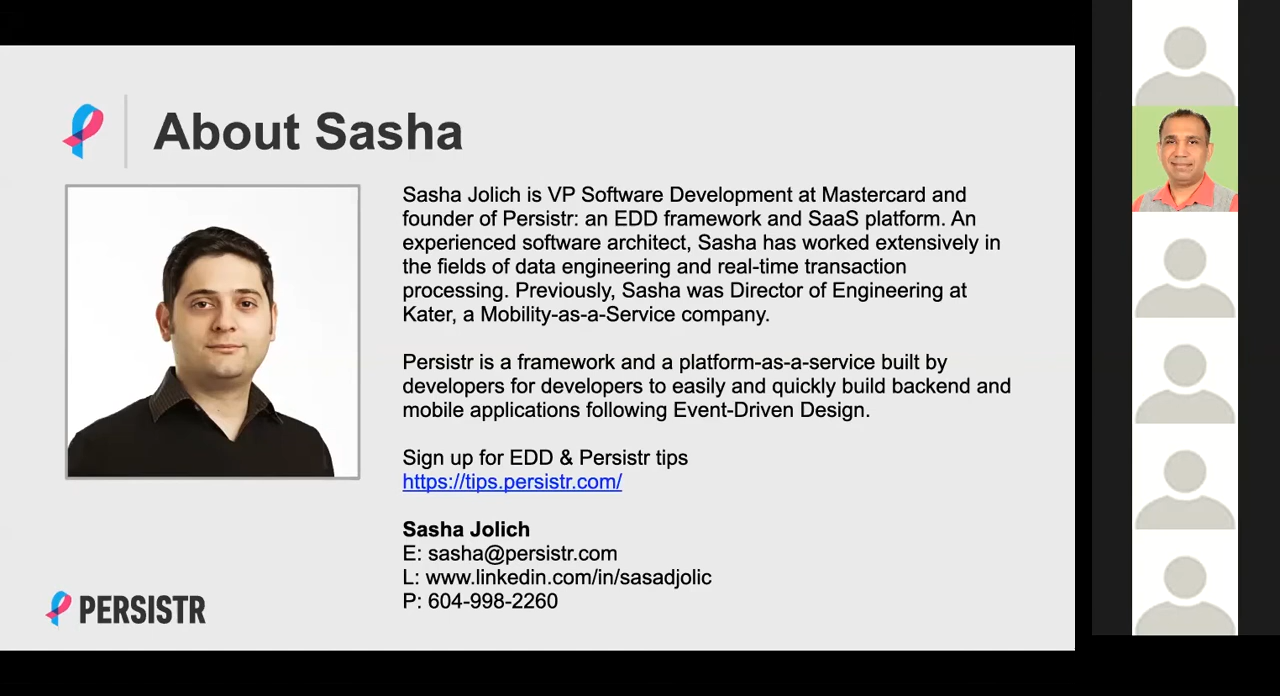 About Sasha
Sasha Jolich is VP Software Development at Mastercard and
founder of Persistr: an EDD framework and SaaS platform. An
experienced software architect, Sasha has worked extensively in
the fields of data engineering and real-time transaction
processing. Previously, Sasha was Director of Engineering at
Kater, a Mobility-as-a-Service company.
Persistr is a framework and a platform-as-a-service built by
developers for developers to easily and quickly build backend and
mobile applications following Event-Driven Design.
Sign up for EDD & Persistr tips
https://tips.persistr.com/
Sasha Jolich
E: sasha@persistr.com
L: www.linkedin.com/in/sasadjolic
P: 604-998-2260
PERSISTR